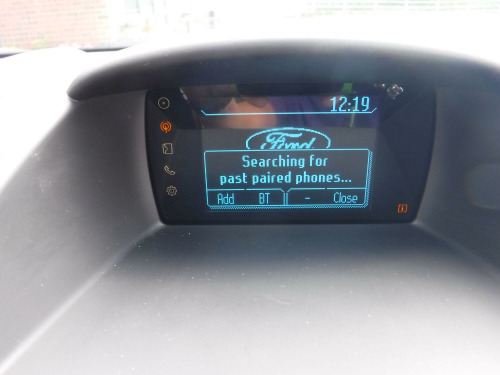 12:19
Ford
Searching for
past paired phones...
Add BT - Close